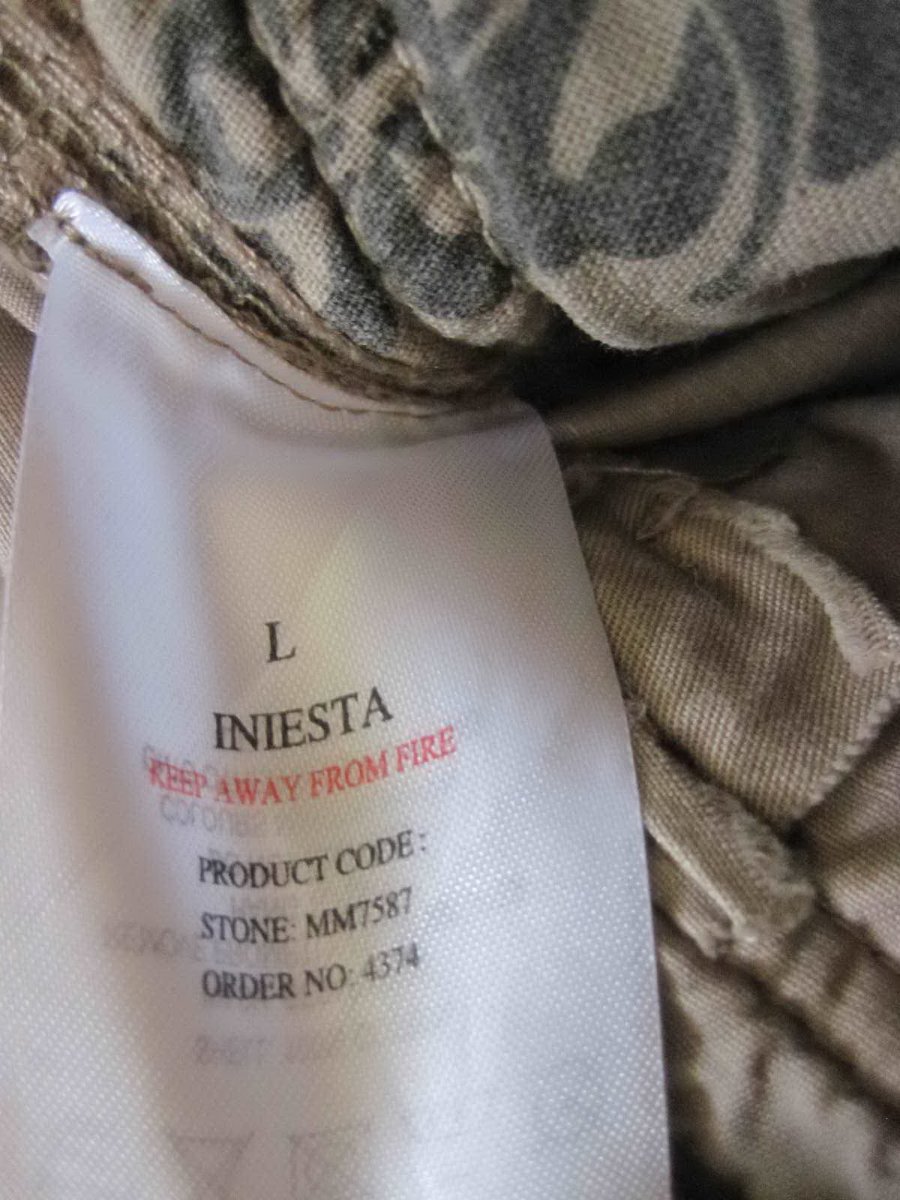 L
INIESTA
KEEP AWAY FROM FIRE
PRODUCT CODE :
STONE: MM7587
ORDER NO: 4374